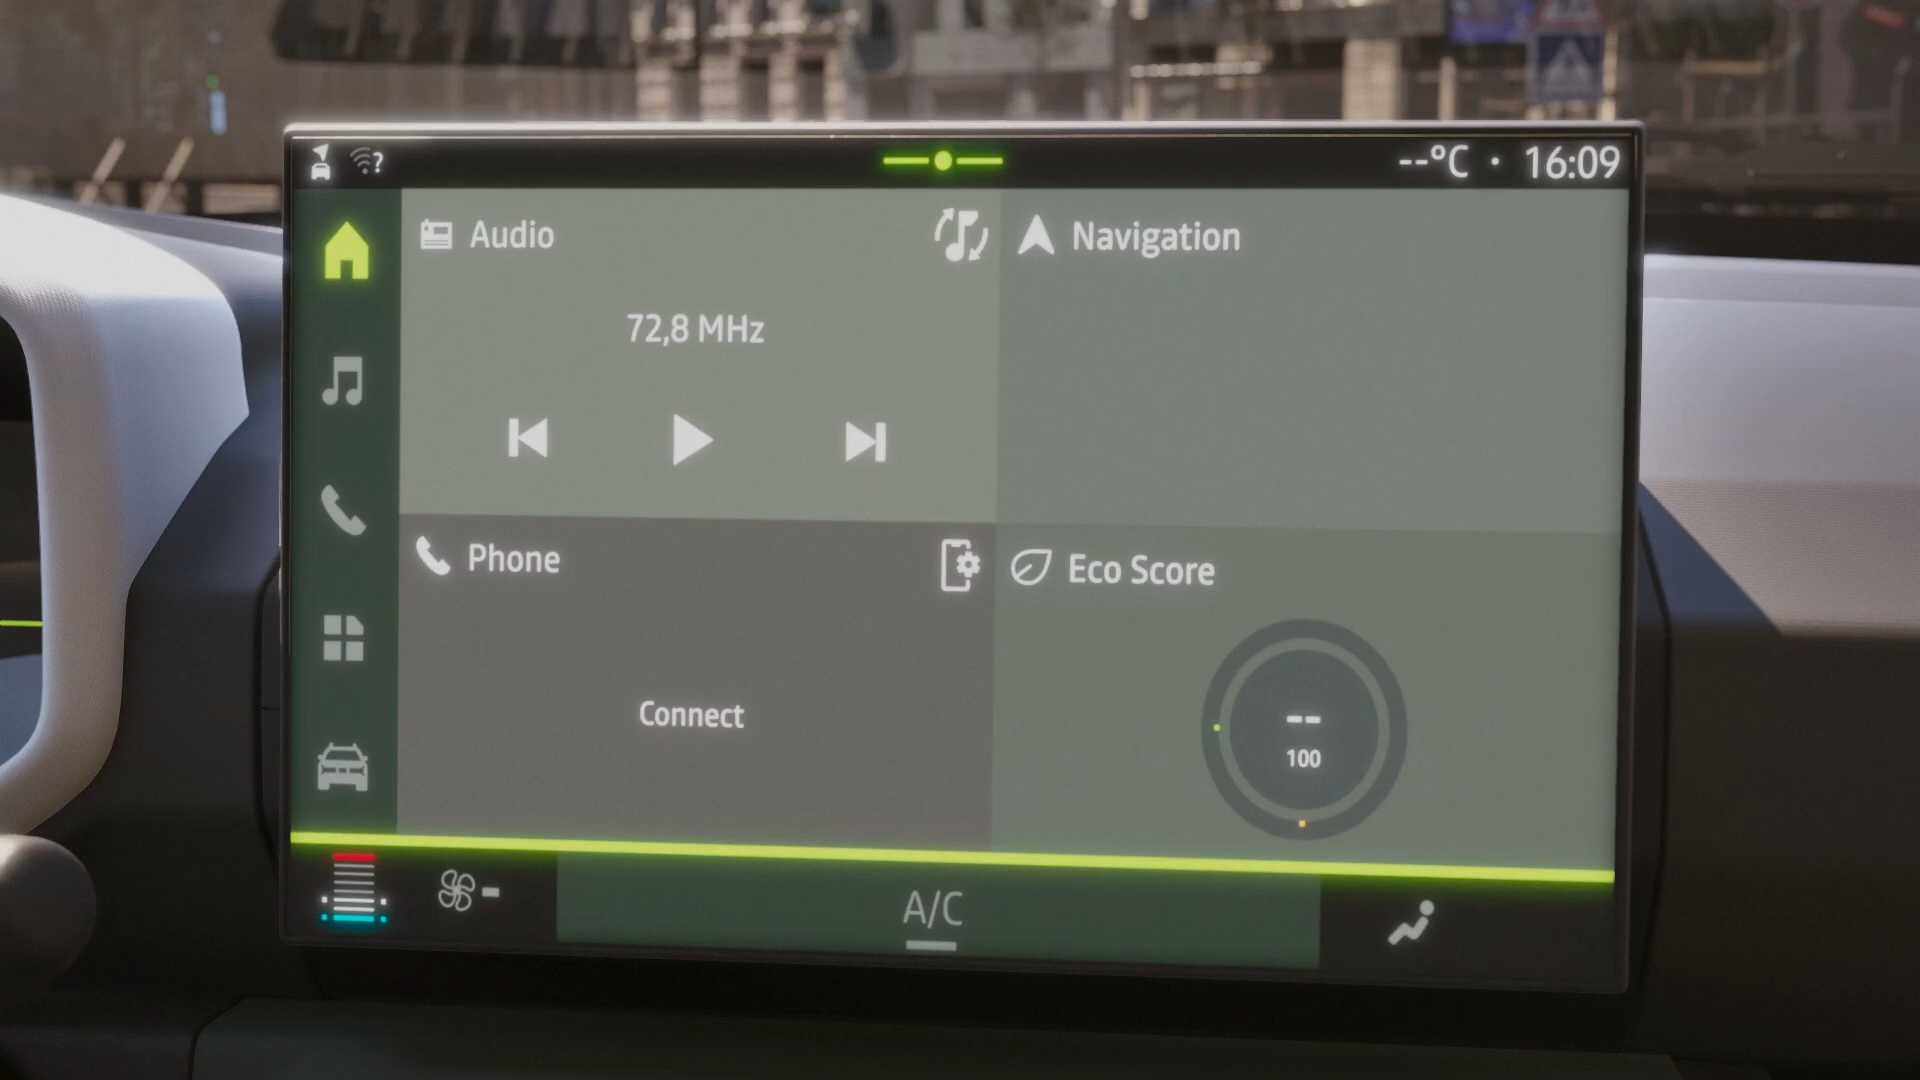 ?
--°C • 16:09
Audio
Navigation
72,8 MHz
Phone
Eco Score
Connect
--
100
A/C